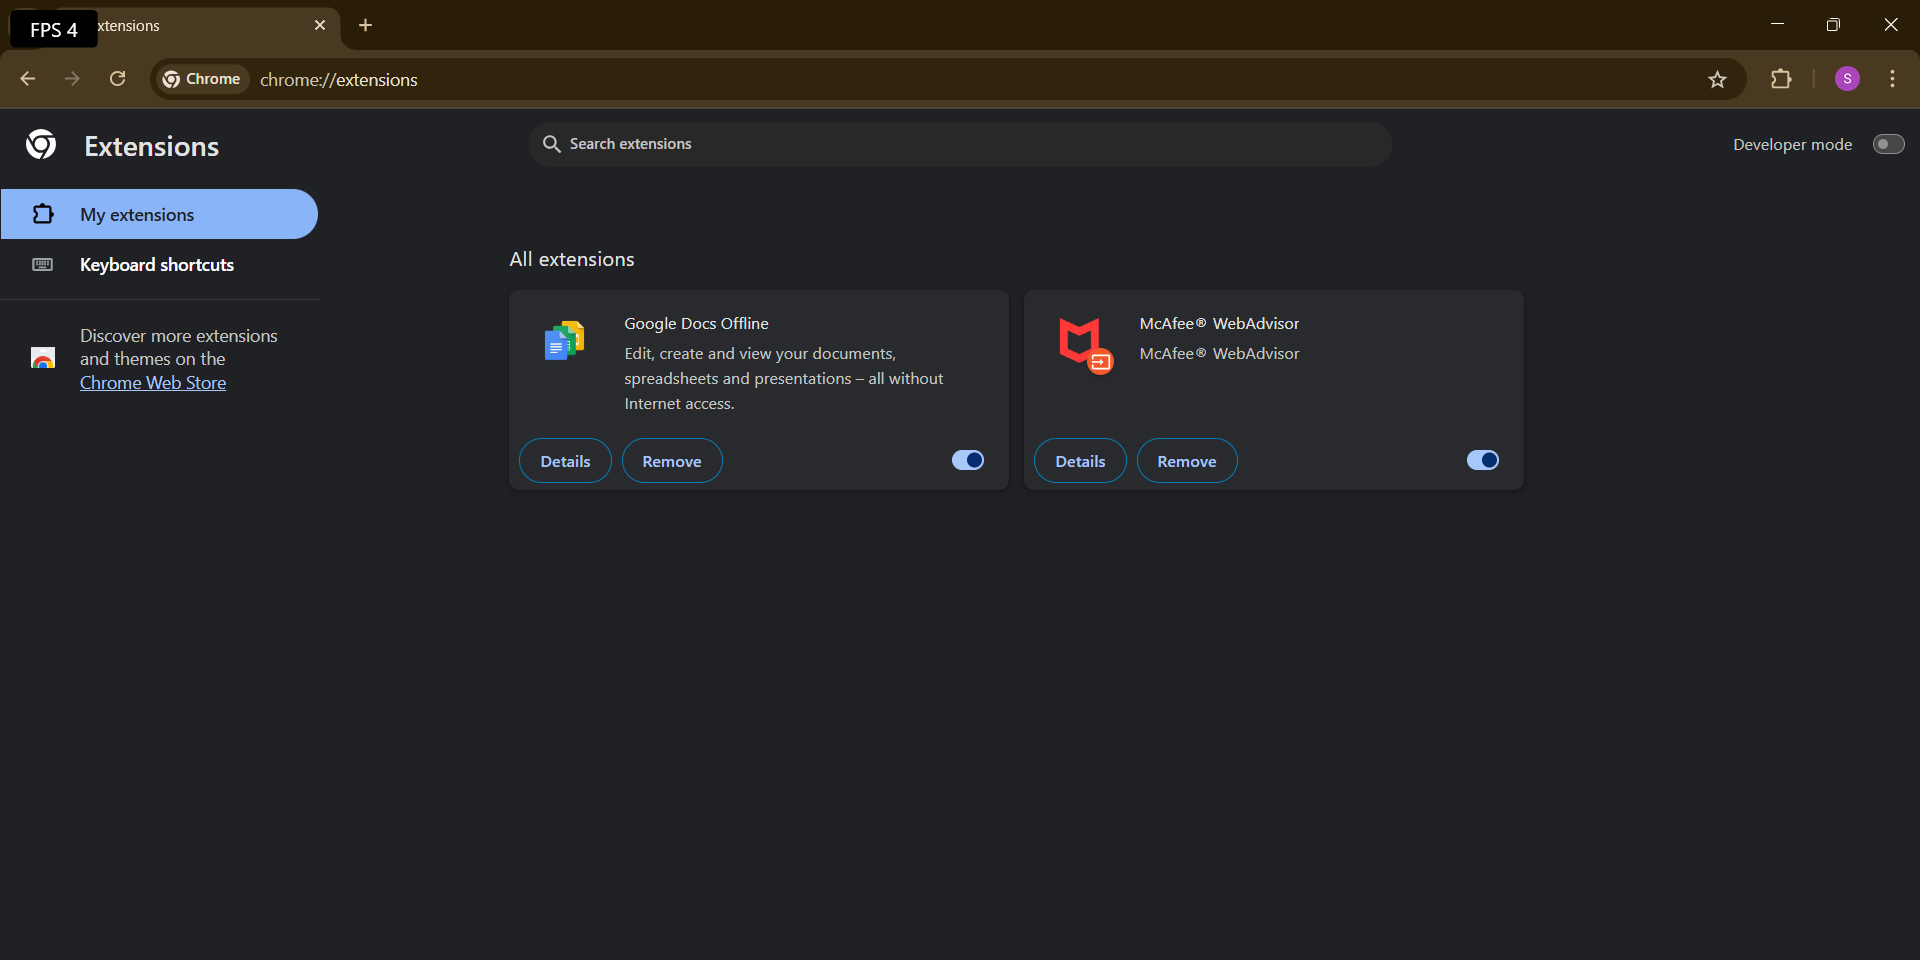 FPS 4
xtensions
Chrome
chrome://extensions
S
Extensions
Search extensions
Developer mode
My extensions
Keyboard shortcuts
Discover more extensions
and themes on the
Chrome Web Store
All extensions
Google Docs Offline
Edit, create and view your documents,
spreadsheets and presentations – all without
Internet access.
Details
Remove
McAfee® WebAdvisor
McAfee® WebAdvisor
Details
Remove